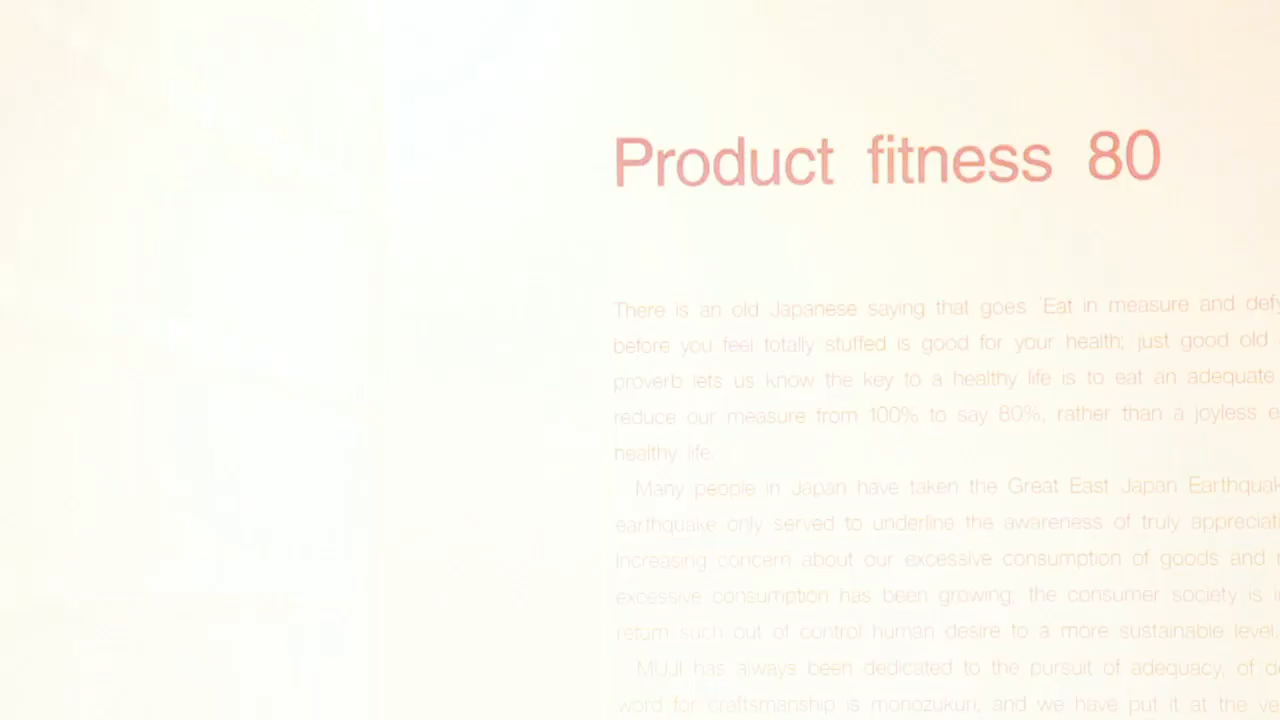 Product fitness 80
There is an old Japanese saying that goes 'Eat in measure and defy
before you feel totally stuffed is good for your health; just good old
proverb lets us know the key to a healthy life is to eat an adequate
reduce our measure from 100% to say 80%, rather than a joyless
healthy life.
Many people in Japan have taken the Great East Japan Earthquak
earthquake only served to underline the awareness of truly appreciati
Increasing concern about our excessive consumption of goods and
excessive consumption has been growing: the consumer society is
return such out of control human desire to a more sustainable level.
MUJI has always been dedicated to the pursuit of adequacy, of
word for craftsmanship is monozukuri, and we have put it at the ve